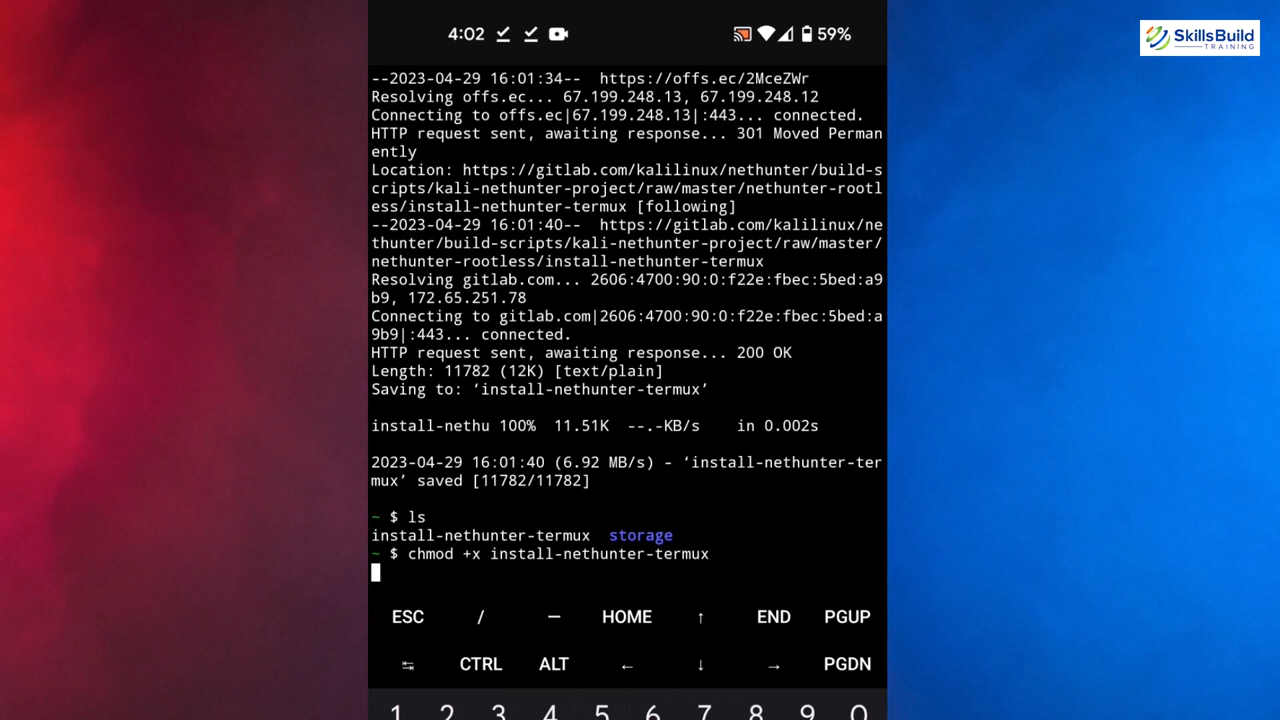 4:02 59%
SkillsBuild
TRAINING
--2023-04-29 16:01:34-- https://offs.ec/2MceZWr
Resolving offs.ec... 67.199.248.13, 67.199.248.12
Connecting to offs.ec|67.199.248.13|:443... connected.
HTTP request sent, awaiting response... 301 Moved Perman
ently
Location: https://gitlab.com/kalilinux/nethunter/build-s
cripts/kali-nethunter-project/raw/master/nethunter-rootl
ess/install-nethunter-termux [following]
--2023-04-29 16:01:40-- https://gitlab.com/kalilinux/ne
thunter/build-scripts/kali-nethunter-project/raw/master/
nethunter-rootless/install-nethunter-termux
Resolving gitlab.com... 2606:4700:90:0:f22e:fbec:5bed:a9
b9, 172.65.251.78
Connecting to gitlab.com|2606:4700:90:0:f22e:fbec:5bed:a
9b9|:443... connected.
HTTP request sent, awaiting response... 200 OK
Length: 11782 (12K) [text/plain]
Saving to: ‘install-nethunter-termux’
install-nethu 100% 11.51K --.-KB/s in 0.002s
2023-04-29 16:01:40 (6.92 MB/s) - ‘install-nethunter-ter
mux’ saved [11782/11782]
~ $ ls
install-nethunter-termux storage
~ $ chmod +x install-nethunter-termux
ESC / — HOME ↑ END PGUP
↹ CTRL ALT ← ↓ → PGDN
1 2 3 4 5 6 7 8 9 0